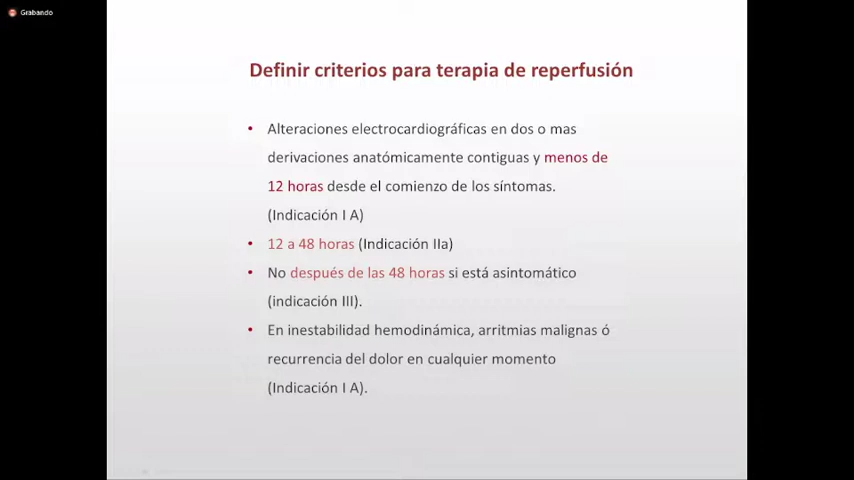 Grabando
Definir criterios para terapia de reperfusión
• Alteraciones electrocardiográficas en dos o mas
derivaciones anatómicamente contiguas y menos de
12 horas desde el comienzo de los síntomas.
(Indicación I A)
• 12 a 48 horas (Indicación IIa)
• No después de las 48 horas si está asintomático
(indicación III).
• En inestabilidad hemodinámica, arritmias malignas ó
recurrencia del dolor en cualquier momento
(Indicación I A).